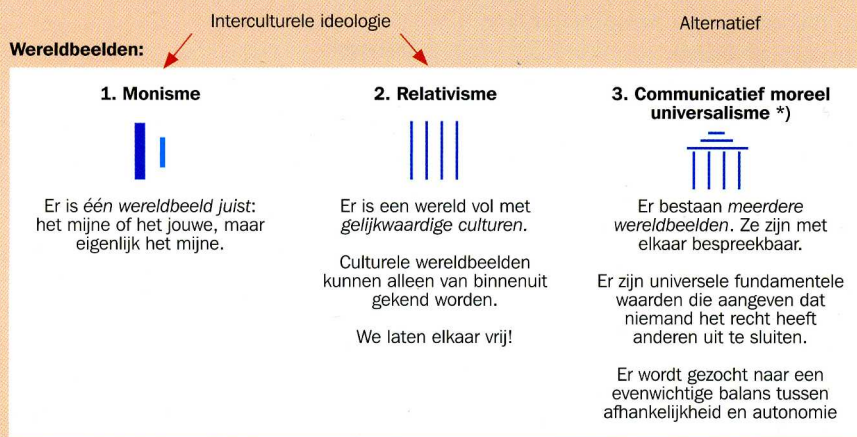 Interculturele ideologie
Alternatief
Wereldbeelden:
1. Monisme
Er is één wereldbeeld juist:
het mijne of het jouwe, maar
eigenlijk het mijne.
2. Relativisme
Er is een wereld vol met
gelijkwaardige culturen.
Culturele wereldbeelden
kunnen alleen van binnenuit
gekend worden.
We laten elkaar vrij!
3. Communicatief moreel
universalisme *)
Er bestaan meerdere
wereldbeelden. Ze zijn met
elkaar bespreekbaar.
Er zijn universele fundamentele
waarden die aangeven dat
niemand het recht heeft
anderen uit te sluiten.
Er wordt gezocht naar een
evenwichtige balans tussen
afhankelijkheid en autonomie